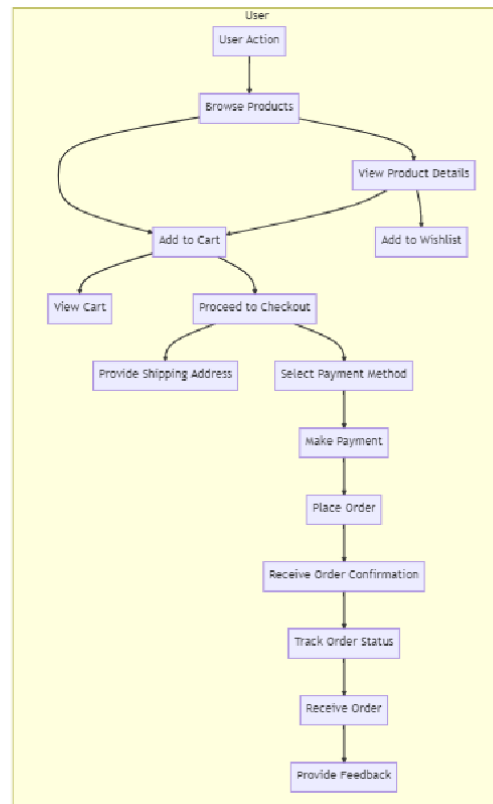 User
User Action
Browse Products
View Product Details
Add to Cart
Add to Wishlist
View Cart
Proceed to Checkout
Provide Shipping Address
Select Payment Method
Make Payment
Place Order
Receive Order Confirmation
Track Order Status
Receive Order
Provide Feedback